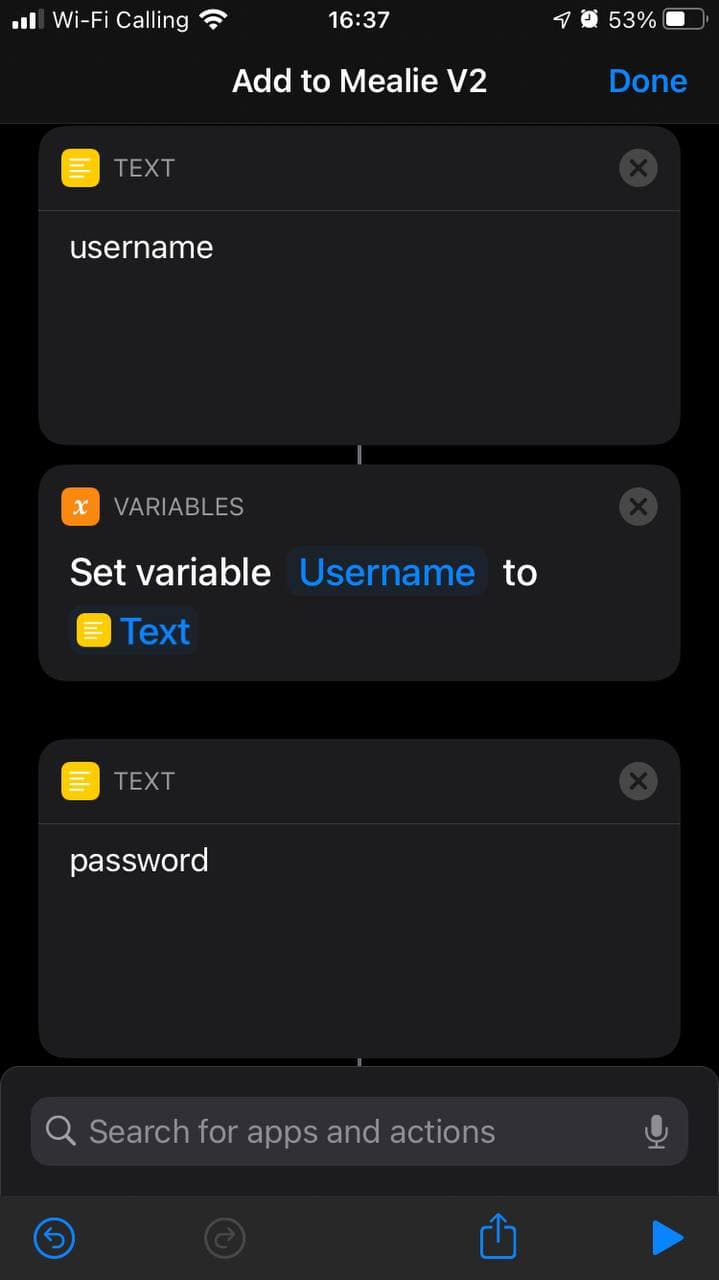 Wi-Fi Calling 16:37 53%
Add to Mealie V2 Done
TEXT
username
x VARIABLES
Set variable Username to
Text
TEXT
password
Search for apps and actions